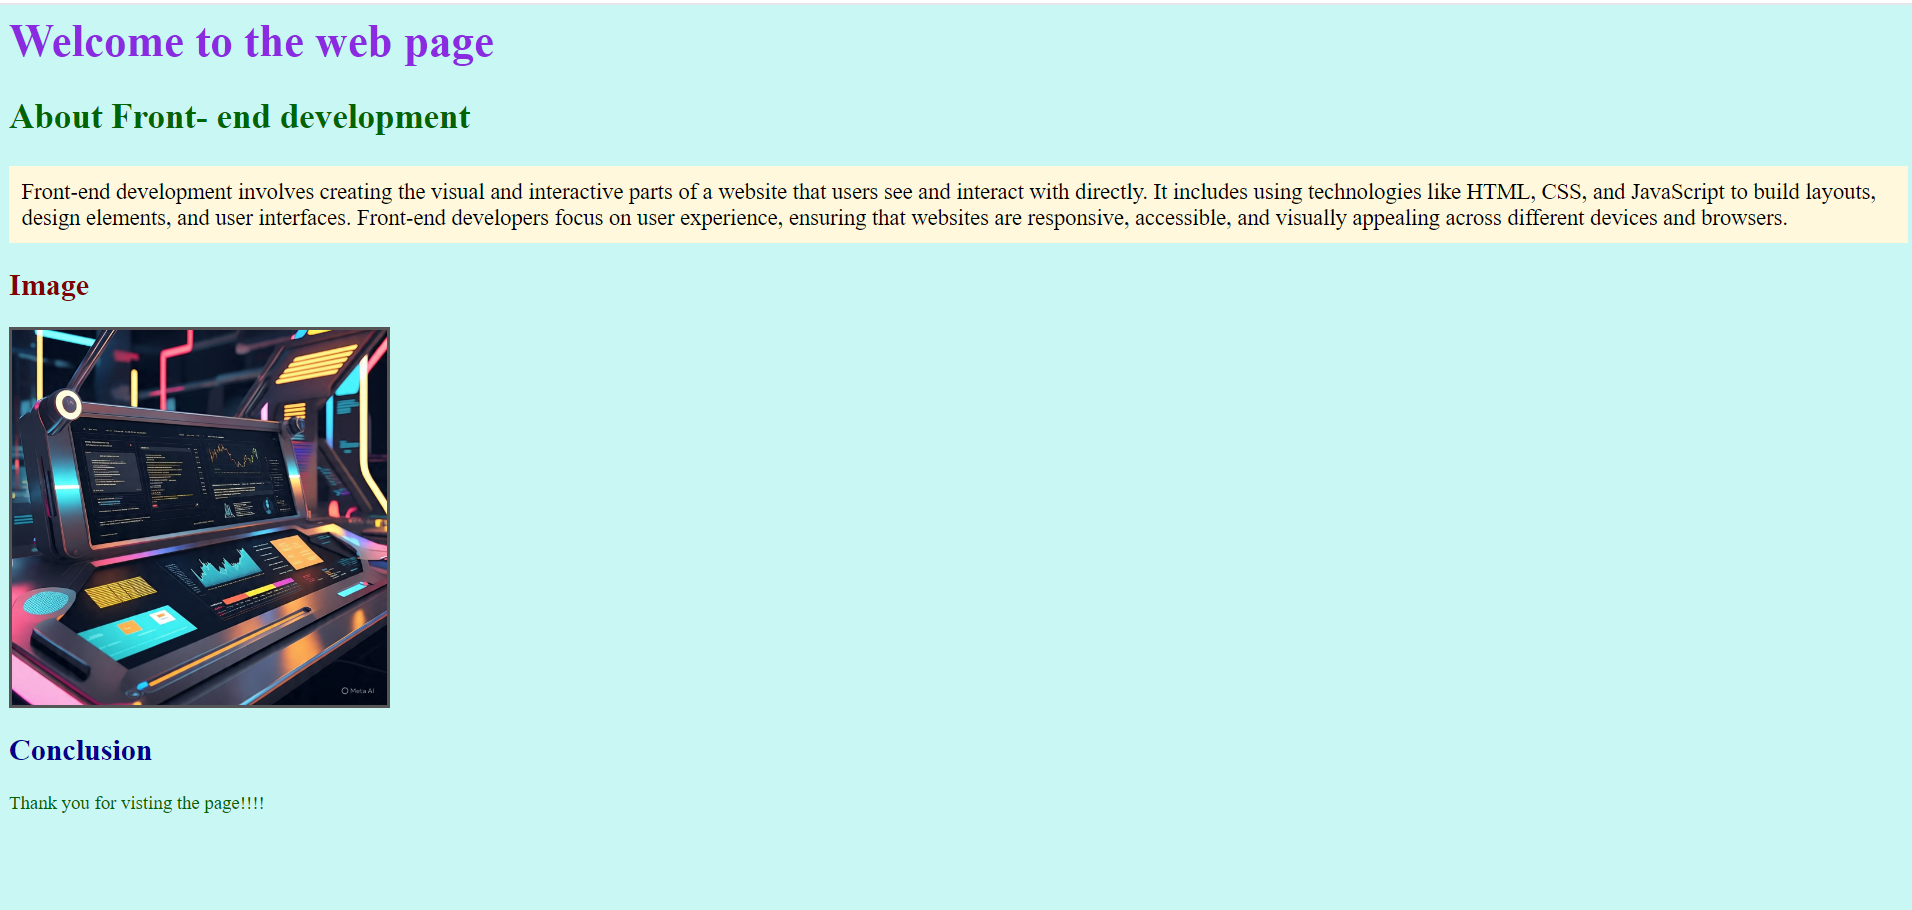 Welcome to the web page
About Front- end development
Front-end development involves creating the visual and interactive parts of a website that users see and interact with directly. It includes using technologies like HTML, CSS, and JavaScript to build layouts,
design elements, and user interfaces. Front-end developers focus on user experience, ensuring that websites are responsive, accessible, and visually appealing across different devices and browsers.
Image
Meta AI
Conclusion
Thank you for visting the page!!!!